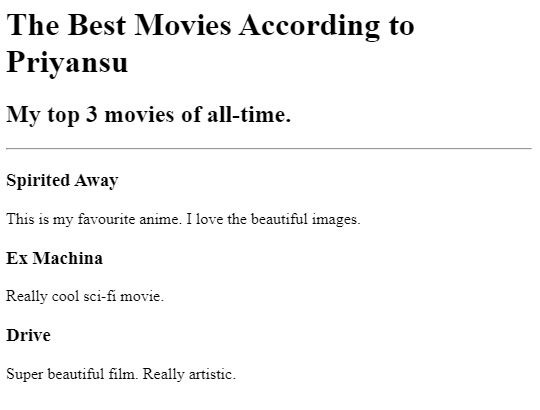 The Best Movies According to
Priyansu
My top 3 movies of all-time.
Spirited Away
This is my favourite anime. I love the beautiful images.
Ex Machina
Really cool sci-fi movie.
Drive
Super beautiful film. Really artistic.